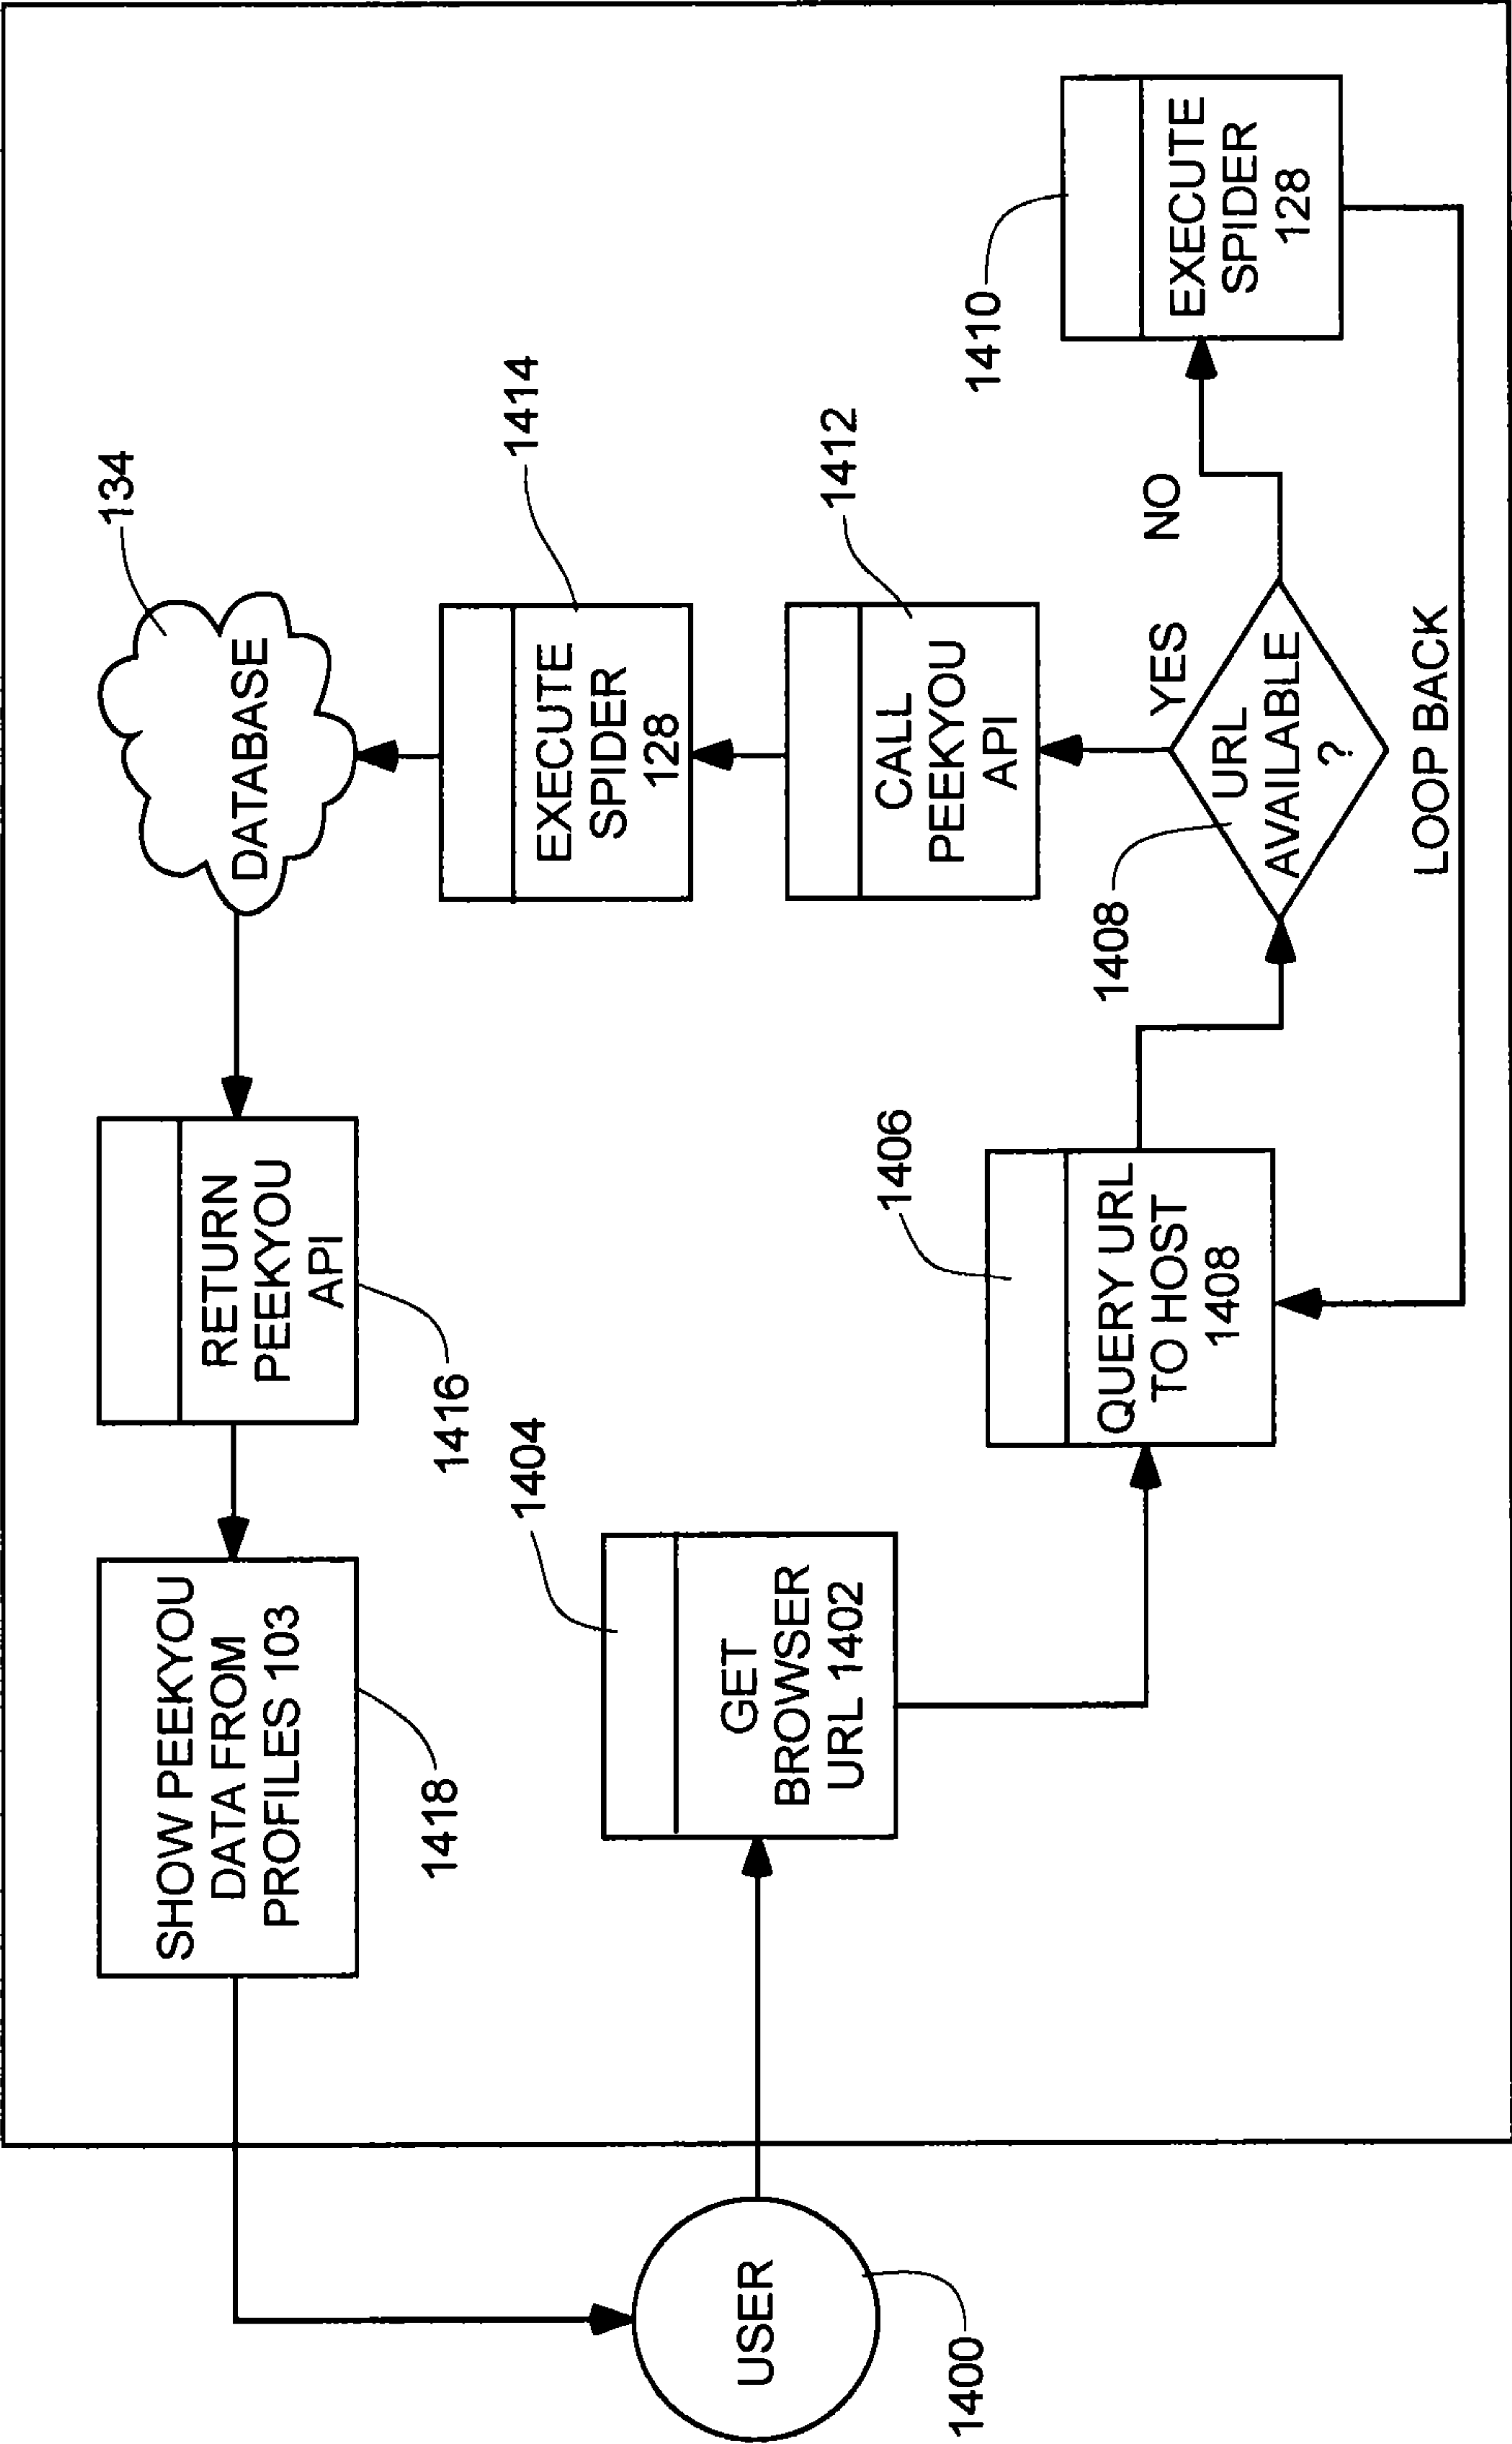 SHOW PEEKYOU
DATA FROM
PROFILES 103
1418
RETURN
PEEKYOU
API
1416
DATABASE
134
EXECUTE
SPIDER
128
1414
CALL
PEEKYOU
API
1412
USER
1400
GET
BROWSER
URL 1402
1404
QUERY URL
TO HOST
1408
1406
URL
AVAILABLE
?
1408
YES
NO
EXECUTE
SPIDER
128
1410
LOOP BACK